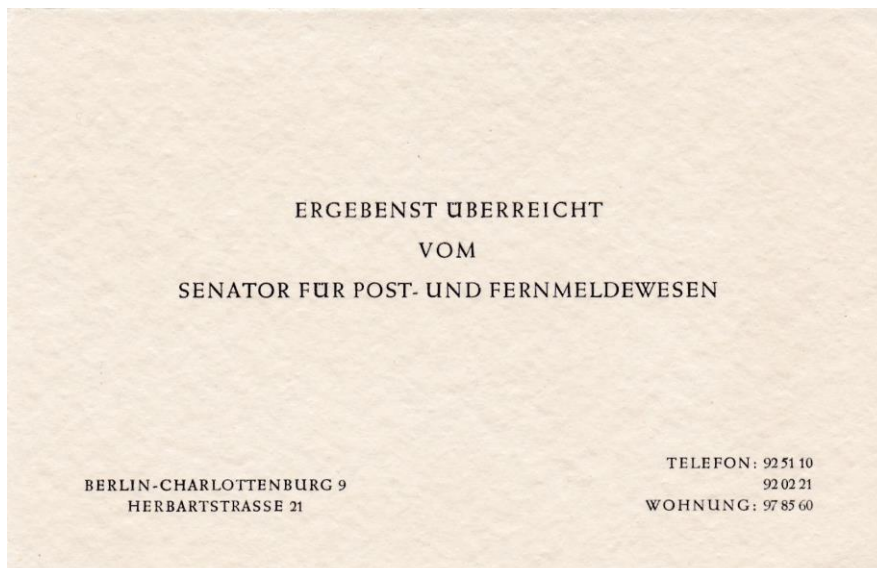 ERGEBENST ÜBERREICHT
VOM
SENATOR FÜR POST- UND FERNMELDEWESEN
BERLIN-CHARLOTTENBURG 9
HERBARTSTRASSE 21
TELEFON: 92 51 10
92 02 21
WOHNUNG: 97 85 60